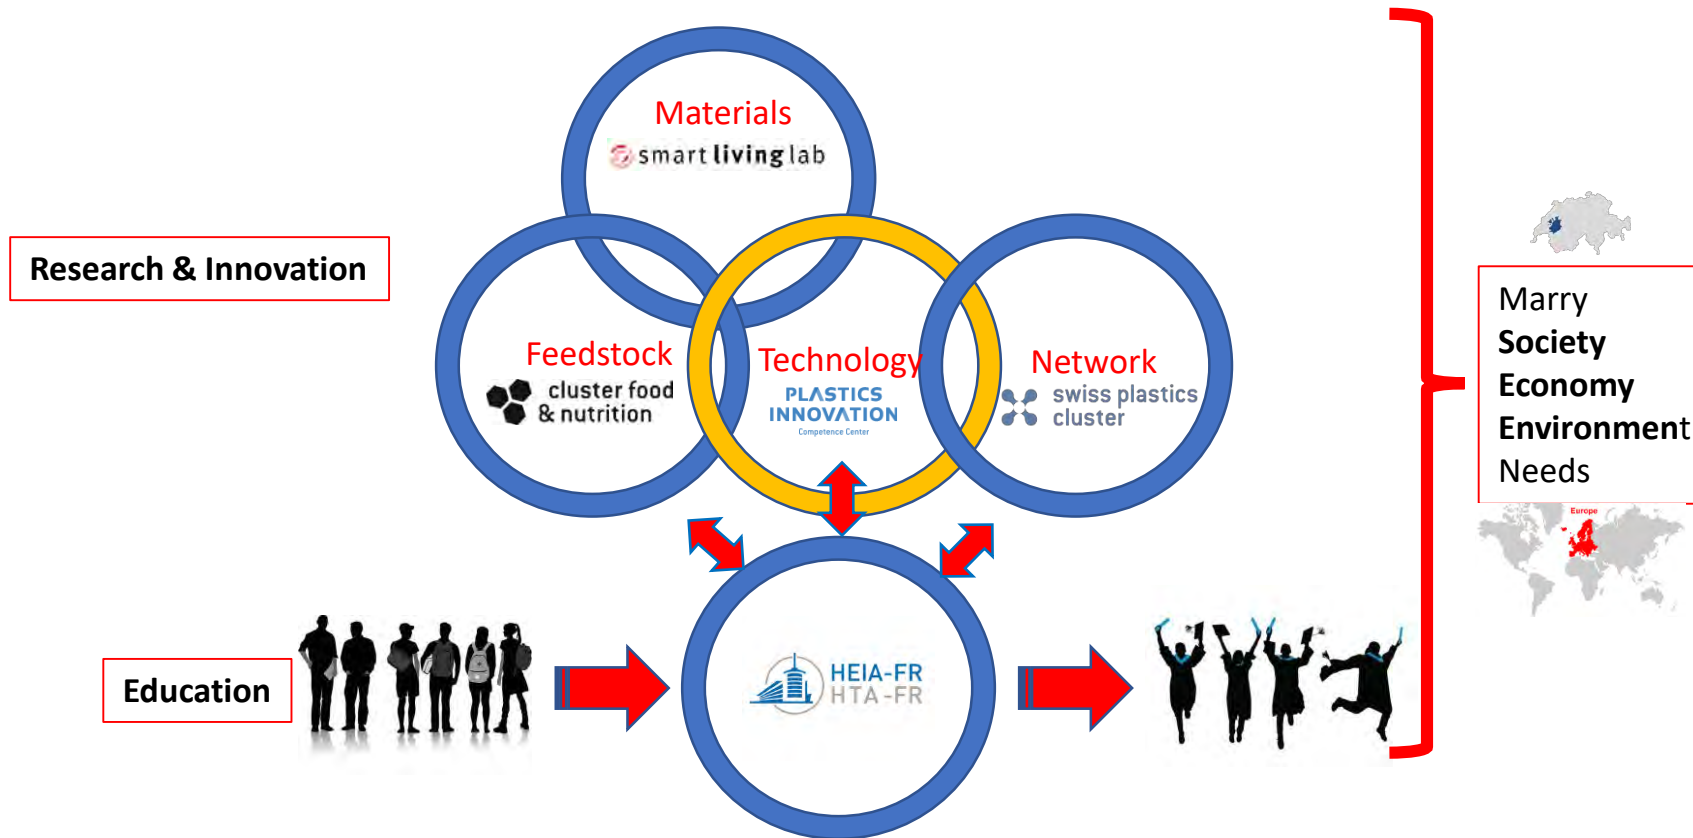 Materials
smart living lab
Research & Innovation
Feedstock
cluster food
& nutrition
Technology
PLASTICS
INNOVATION
Competence Center
Network
swiss plastics
cluster
Marry
Society
Economy
Environment
Needs
Europe
Education
HEIA-FR
HTA-FR